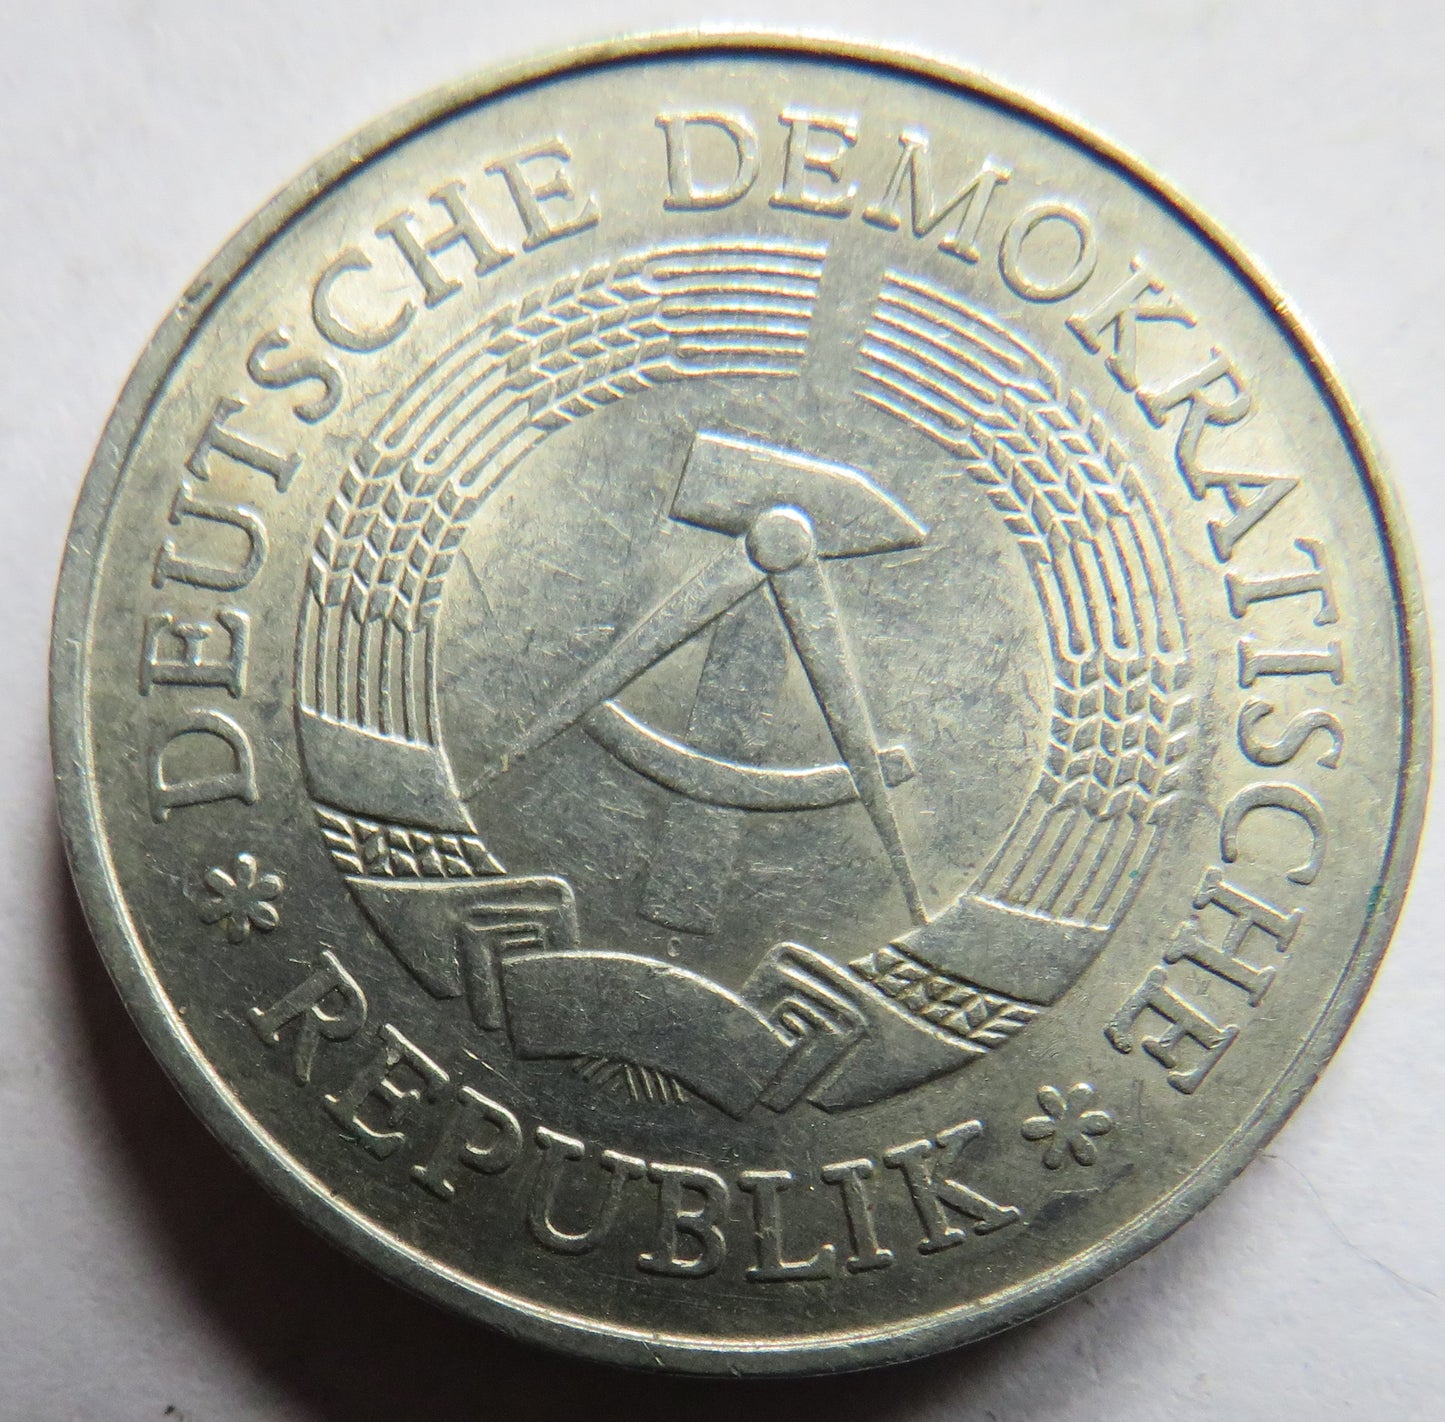 DEUTSCHE DEMOKRATISCHE
* REPUBLIK *